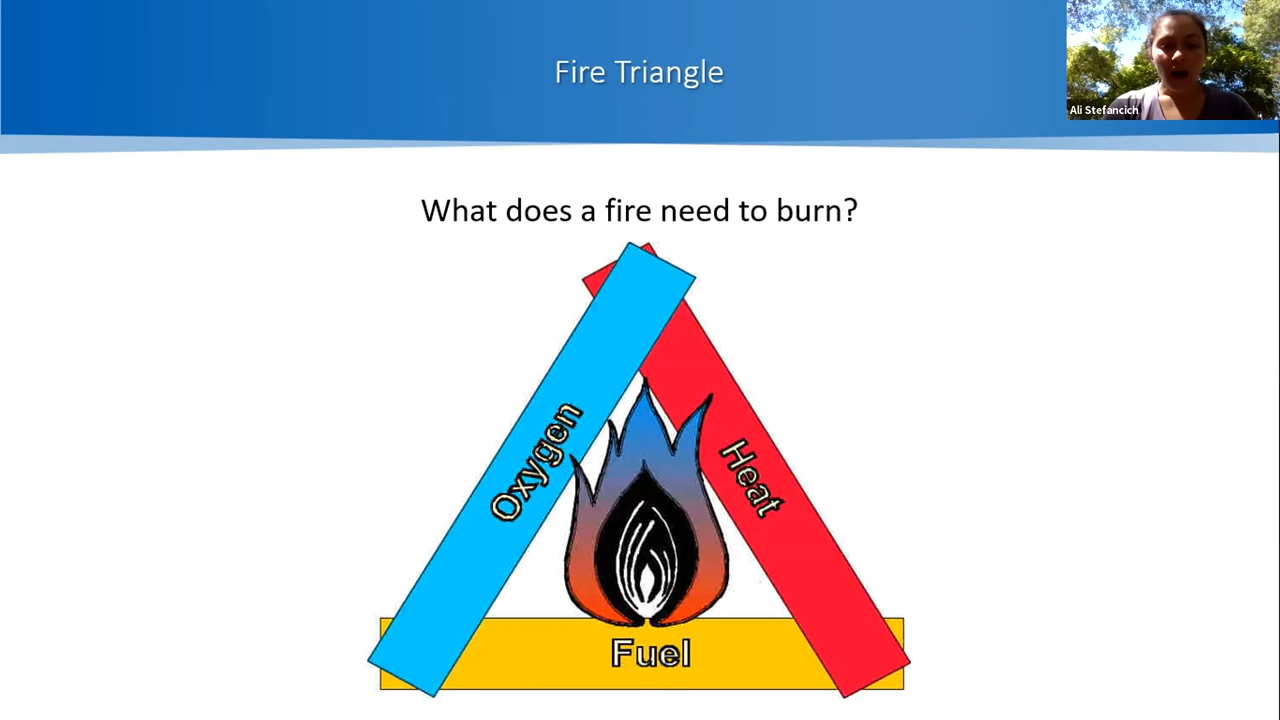 Fire Triangle
Ali Stefancich
What does a fire need to burn?
Oxygen
Heat
Fuel